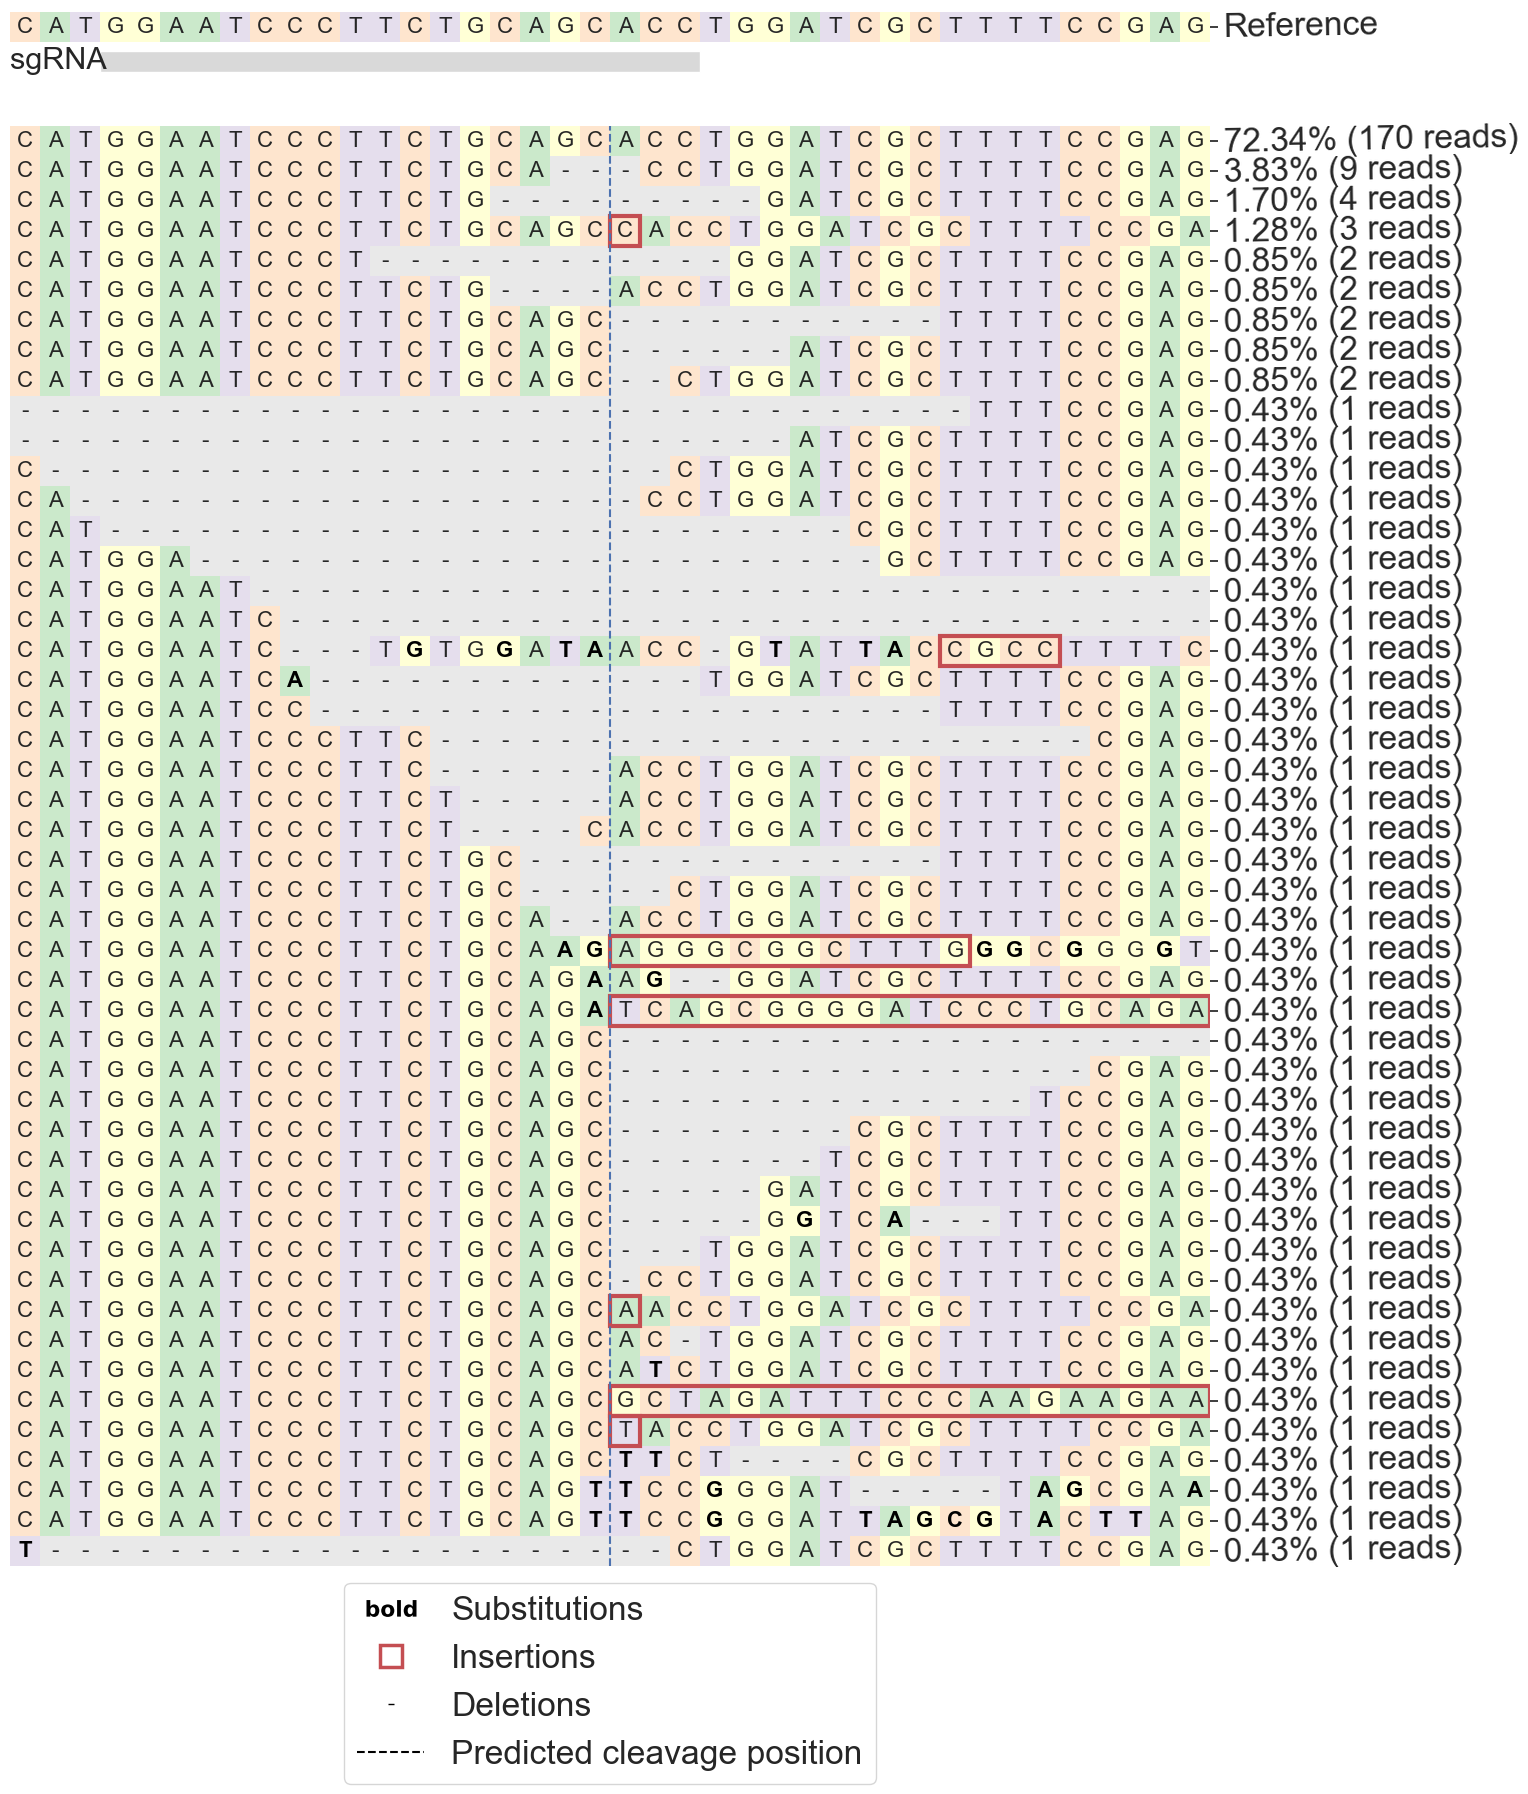 C A T G G A A T C C C T T C T G C A G C A C C T G G A T C G C T T T T C C G A G - Reference
sgRNA
C A T G G A A T C C C T T C T G C A G C A C C T G G A T C G C T T T T C C G A G - 72.34% (170 reads)
C A T G G A A T C C C T T C T G C A - - - C C T G G A T C G C T T T T C C G A G - 3.83% (9 reads)
C A T G G A A T C C C T T C T G - - - - - - - - - G A T C G C T T T T C C G A G - 1.70% (4 reads)
C A T G G A A T C C C T T C T G C A G C C A C C T G G A T C G C T T T T C C G A - 1.28% (3 reads)
C A T G G A A T C C C T - - - - - - - - - - - - G G A T C G C T T T T C C G A G - 0.85% (2 reads)
C A T G G A A T C C C T T C T G - - - - A C C T G G A T C G C T T T T C C G A G - 0.85% (2 reads)
C A T G G A A T C C C T T C T G C A G C - - - - - - - - - - - T T T T C C G A G - 0.85% (2 reads)
C A T G G A A T C C C T T C T G C A G C - - - - - - A T C G C T T T T C C G A G - 0.85% (2 reads)
C A T G G A A T C C C T T C T G C A G C - - C T G G A T C G C T T T T C C G A G - 0.85% (2 reads)
- - - - - - - - - - - - - - - - - - - - - - - - - - - - - - - - T T T C C G A G - 0.43% (1 reads)
- - - - - - - - - - - - - - - - - - - - - - - - - - A T C G C T T T T C C G A G - 0.43% (1 reads)
C - - - - - - - - - - - - - - - - - - - - - C T G G A T C G C T T T T C C G A G - 0.43% (1 reads)
C A - - - - - - - - - - - - - - - - - - - C C T G G A T C G C T T T T C C G A G - 0.43% (1 reads)
C A T - - - - - - - - - - - - - - - - - - - - - - - - - C G C T T T T C C G A G - 0.43% (1 reads)
C A T G G A - - - - - - - - - - - - - - - - - - - - - - - G C T T T T C C G A G - 0.43% (1 reads)
C A T G G A A T - - - - - - - - - - - - - - - - - - - - - - - - - - - - - - - - 0.43% (1 reads)
C A T G G A A T C - - - - - - - - - - - - - - - - - - - - - - - - - - - - - - - 0.43% (1 reads)
C A T G G A A T C - - - T G T G G A T A A C C - G T A T T A C C G C C T T T T C - 0.43% (1 reads)
C A T G G A A T C A - - - - - - - - - - - - - T G G A T C G C T T T T C C G A G - 0.43% (1 reads)
C A T G G A A T C C - - - - - - - - - - - - - - - - - - - - - T T T T C C G A G - 0.43% (1 reads)
C A T G G A A T C C C T T C - - - - - - - - - - - - - - - - - - - - - - C G A G - 0.43% (1 reads)
C A T G G A A T C C C T T C - - - - - - A C C T G G A T C G C T T T T C C G A G - 0.43% (1 reads)
C A T G G A A T C C C T T C T - - - - - A C C T G G A T C G C T T T T C C G A G - 0.43% (1 reads)
C A T G G A A T C C C T T C T - - - - C A C C T G G A T C G C T T T T C C G A G - 0.43% (1 reads)
C A T G G A A T C C C T T C T G C - - - - - - - - - - - - - - T T T T C C G A G - 0.43% (1 reads)
C A T G G A A T C C C T T C T G C - - - - - C T G G A T C G C T T T T C C G A G - 0.43% (1 reads)
C A T G G A A T C C C T T C T G C A - - A C C T G G A T C G C T T T T C C G A G - 0.43% (1 reads)
C A T G G A A T C C C T T C T G C A A G A G G G C G G C T T T G G G C G G G G T - 0.43% (1 reads)
C A T G G A A T C C C T T C T G C A G A A G - - G G A T C G C T T T T C C G A G - 0.43% (1 reads)
C A T G G A A T C C C T T C T G C A G A T C A G C G G G G A T C C C T G C A G A - 0.43% (1 reads)
C A T G G A A T C C C T T C T G C A G C - - - - - - - - - - - - - - - - - - - - 0.43% (1 reads)
C A T G G A A T C C C T T C T G C A G C - - - - - - - - - - - - - - - - C G A G - 0.43% (1 reads)
C A T G G A A T C C C T T C T G C A G C - - - - - - - - - - - - - - T C C G A G - 0.43% (1 reads)
C A T G G A A T C C C T T C T G C A G C - - - - - - - - C G C T T T T C C G A G - 0.43% (1 reads)
C A T G G A A T C C C T T C T G C A G C - - - - - - - T C G C T T T T C C G A G - 0.43% (1 reads)
C A T G G A A T C C C T T C T G C A G C - - - - - G A T C G C T T T T C C G A G - 0.43% (1 reads)
C A T G G A A T C C C T T C T G C A G C - - - - - G G T C A - - - T T C C G A G - 0.43% (1 reads)
C A T G G A A T C C C T T C T G C A G C - - - T G G A T C G C T T T T C C G A G - 0.43% (1 reads)
C A T G G A A T C C C T T C T G C A G C - C C T G G A T C G C T T T T C C G A G - 0.43% (1 reads)
C A T G G A A T C C C T T C T G C A G C A A C C T G G A T C G C T T T T C C G A - 0.43% (1 reads)
C A T G G A A T C C C T T C T G C A G C A C - T G G A T C G C T T T T C C G A G - 0.43% (1 reads)
C A T G G A A T C C C T T C T G C A G C A T C T G G A T C G C T T T T C C G A G - 0.43% (1 reads)
C A T G G A A T C C C T T C T G C A G C G C T A G A T T T C C C A A G A A G A A - 0.43% (1 reads)
C A T G G A A T C C C T T C T G C A G C T A C C T G G A T C G C T T T T C C G A - 0.43% (1 reads)
C A T G G A A T C C C T T C T G C A G C T T C T - - - - C G C T T T T C C G A G - 0.43% (1 reads)
C A T G G A A T C C C T T C T G C A G T T C C G G G A T - - - - - T A G C G A A - 0.43% (1 reads)
C A T G G A A T C C C T T C T G C A G T T C C G G G A T T A G C G T A C T T A G - 0.43% (1 reads)
T - - - - - - - - - - - - - - - - - - - - - C T G G A T C G C T T T T C C G A G - 0.43% (1 reads)
bold Substitutions
Insertions
- Deletions
Predicted cleavage position